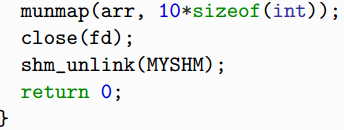 munmap(arr, 10*sizeof(int));
close(fd);
shm_unlink(MYSHM);
return 0;
}